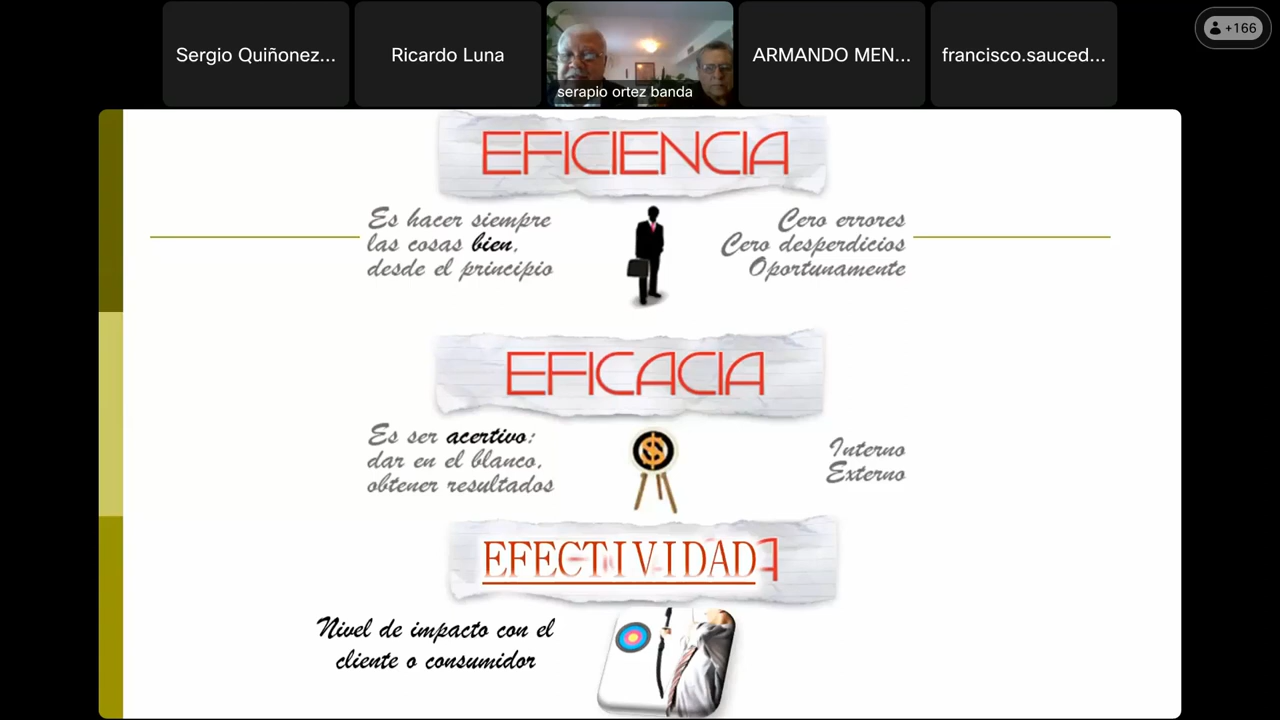 Sergio Quiñonez...
Ricardo Luna
serapio ortez banda
ARMANDO MEN...
francisco.sauced...
+166
EFICIENCIA
Es hacer siempre
las cosas bien,
desde el principio
Cero errores
Cero desperdicios
Oportunamente
EFICACIA
Es ser acertivo:
dar en el blanco,
obtener resultados
Interno
Externo
EFECTIVIDAD
Nivel de impacto con el
cliente o consumidor